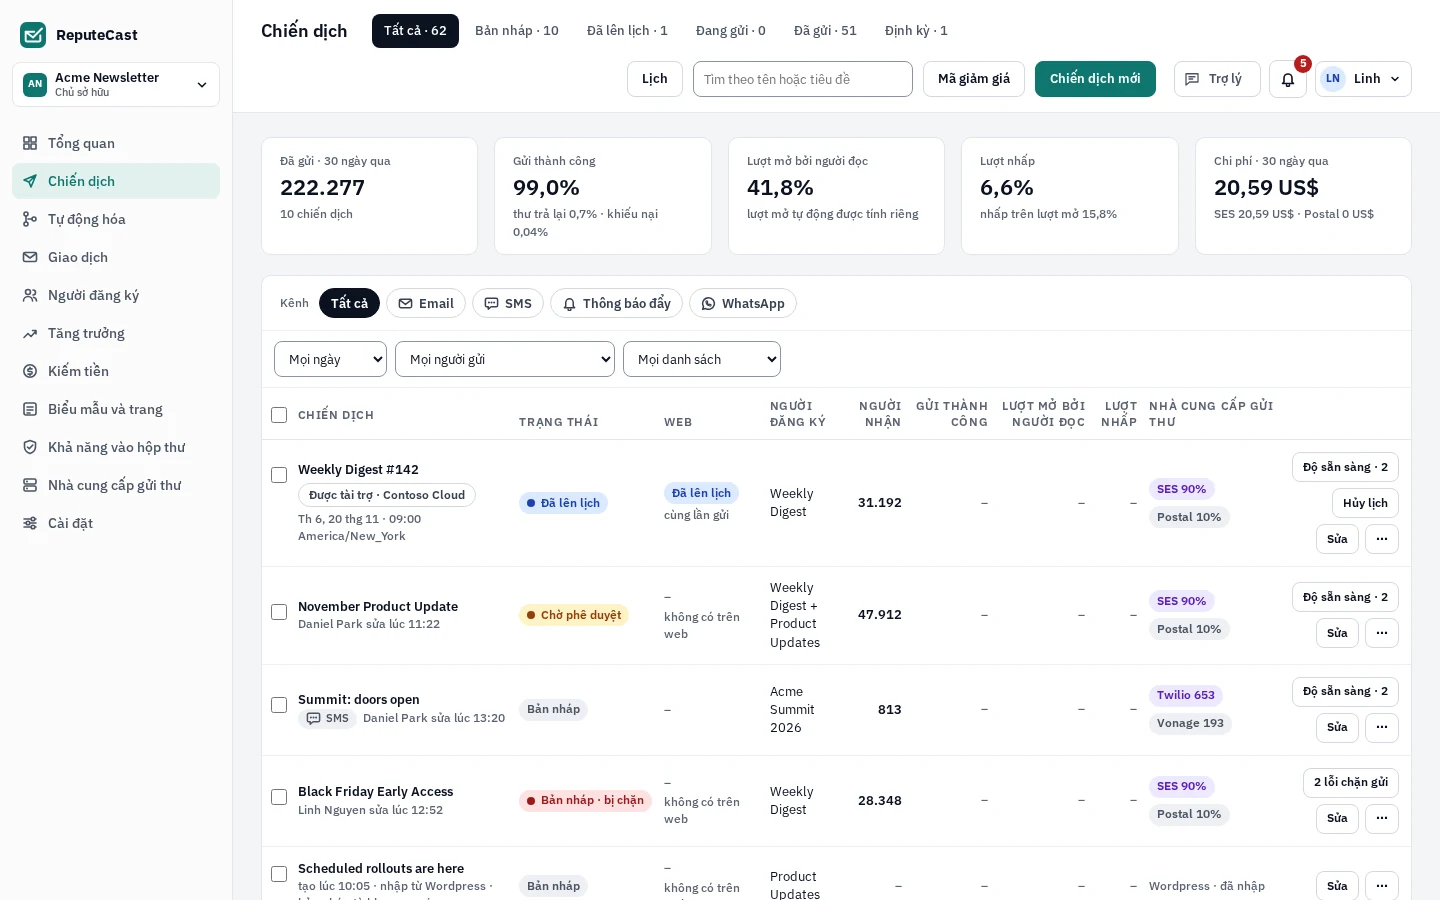 ReputeCast
AN
Acme Newsletter
Chủ sở hữu
Tổng quan
Chiến dịch
Tự động hóa
Giao dịch
Người đăng ký
Tăng trưởng
Kiếm tiền
Biểu mẫu và trang
Khả năng vào hộp thư
Nhà cung cấp gửi thư
Cài đặt
Chiến dịch
Tất cả · 62
Bản nháp · 10
Đã lên lịch · 1
Đang gửi · 0
Đã gửi · 51
Định kỳ · 1
Lịch
Tìm theo tên hoặc tiêu đề
Mã giảm giá
Chiến dịch mới
Trợ lý
5
LN
Linh
Đã gửi · 30 ngày qua
222.277
10 chiến dịch
Gửi thành công
99,0%
thư trả lại 0,7% · khiếu nại
0,04%
Lượt mở bởi người đọc
41,8%
lượt mở tự động được tính riêng
Lượt nhấp
6,6%
nhấp trên lượt mở 15,8%
Chi phí · 30 ngày qua
20,59 US$
SES 20,59 US$ · Postal 0 US$
Kênh
Tất cả
Email
SMS
Thông báo đẩy
WhatsApp
Mọi ngày
Mọi người gửi
Mọi danh sách
CHIẾN DỊCH
TRẠNG THÁI
WEB
NGƯỜI
ĐĂNG KÝ
NGƯỜI
NHẬN
GỬI THÀNH
CÔNG
LƯỢT MỞ BỞI
NGƯỜI ĐỌC
LƯỢT
NHẤP
NHÀ CUNG CẤP GỬI
THƯ
Weekly Digest #142
Được tài trợ · Contoso Cloud
Th 6, 20 thg 11 · 09:00
America/New_York
Đã lên lịch
Đã lên lịch
cùng lần gửi
Weekly
Digest
31.192
–
–
–
SES 90%
Postal 10%
Độ sẵn sàng · 2
Hủy lịch
Sửa
···
November Product Update
Daniel Park sửa lúc 11:22
Chờ phê duyệt
–
không có trên
web
Weekly
Digest +
Product
Updates
47.912
–
–
–
SES 90%
Postal 10%
Độ sẵn sàng · 2
Sửa
···
Summit: doors open
SMS
Daniel Park sửa lúc 13:20
Bản nháp
–
Acme
Summit
2026
813
–
–
–
Twilio 653
Vonage 193
Độ sẵn sàng · 2
Sửa
···
Black Friday Early Access
Linh Nguyen sửa lúc 12:52
Bản nháp · bị chặn
–
không có trên
web
Weekly
Digest
28.348
–
–
–
SES 90%
Postal 10%
2 lỗi chặn gửi
Sửa
···
Scheduled rollouts are here
tạo lúc 10:05 · nhập từ Wordpress ·
Bản nháp
–
không có trên
Product
Updates
–
–
–
–
Wordpress · đã nhập
Sửa
···